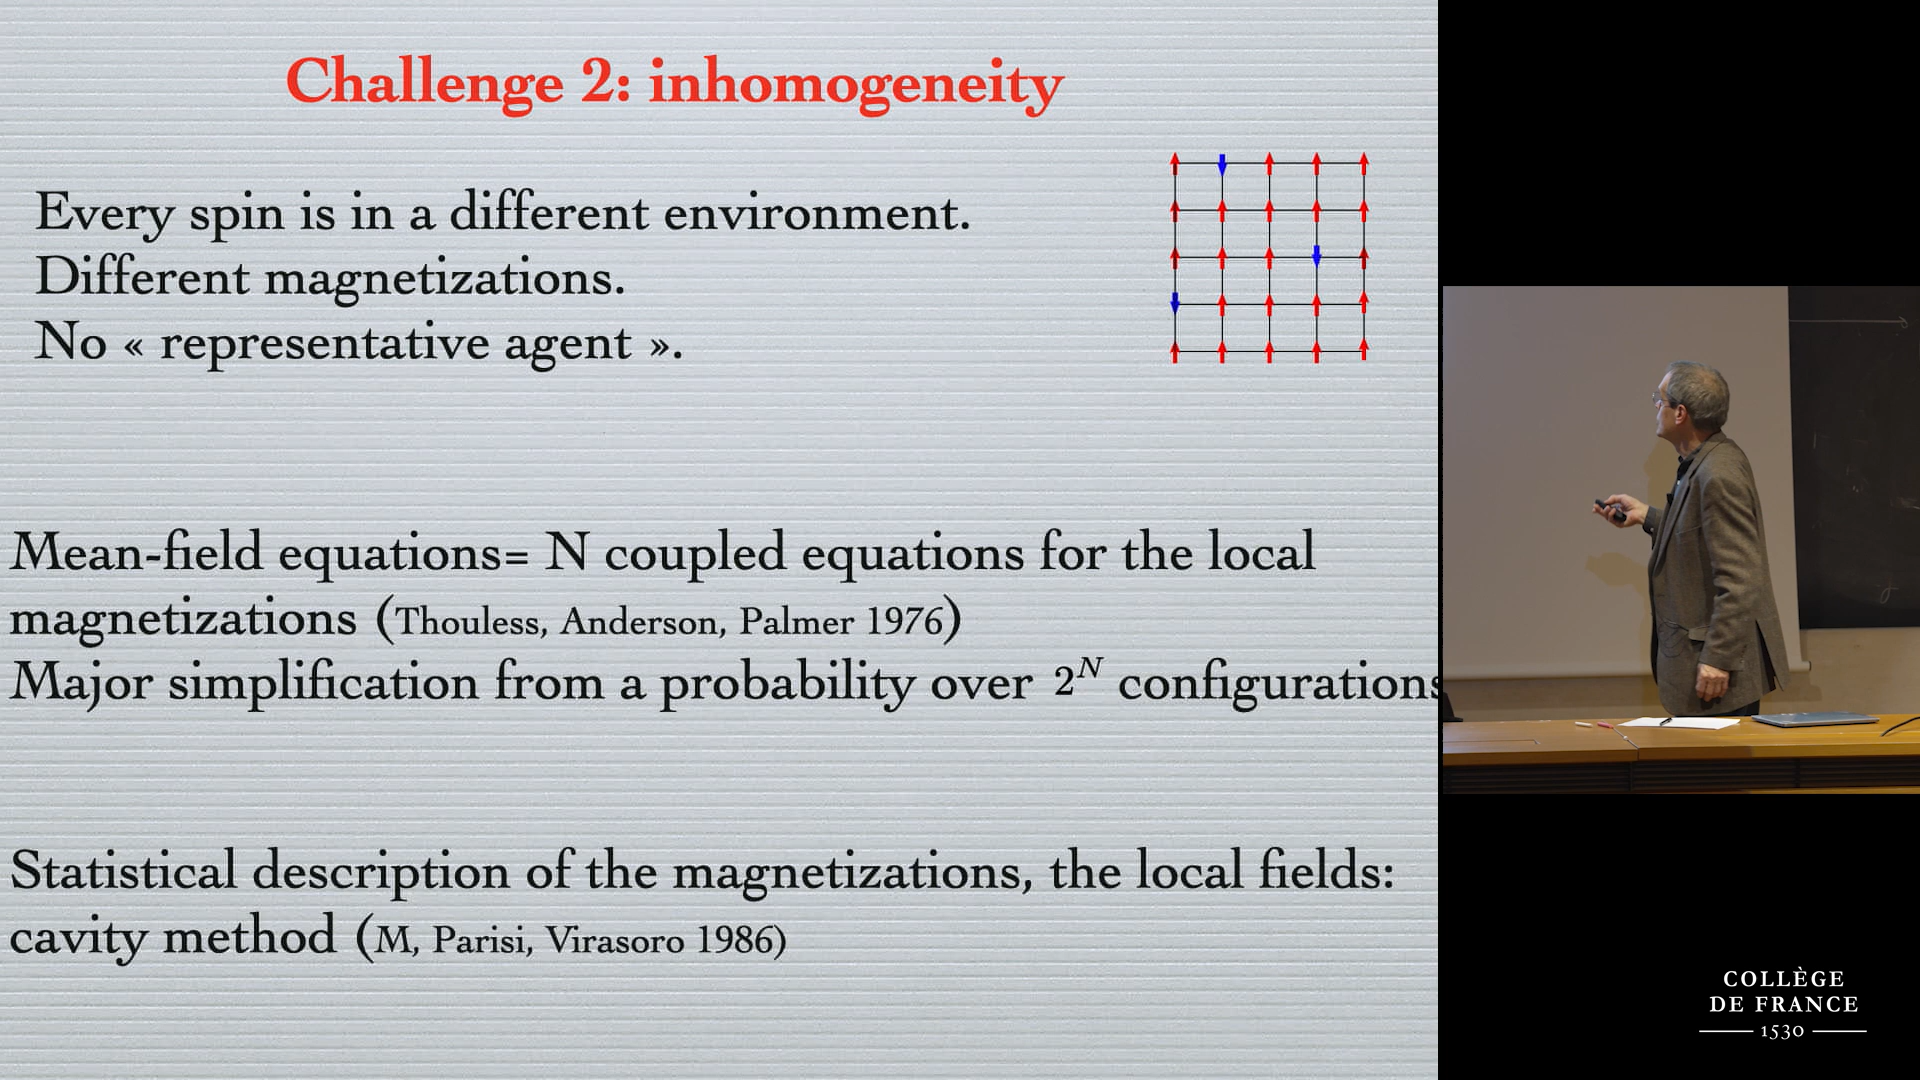 Challenge 2: inhomogeneity
Every spin is in a different environment.
Different magnetizations.
No « representative agent ».
Mean-field equations= N coupled equations for the local
magnetizations (Thouless, Anderson, Palmer 1976)
Major simplification from a probability over 2^N configurations
Statistical description of the magnetizations, the local fields:
cavity method (M, Parisi, Virasoro 1986)
COLLÈGE
DE FRANCE
1530